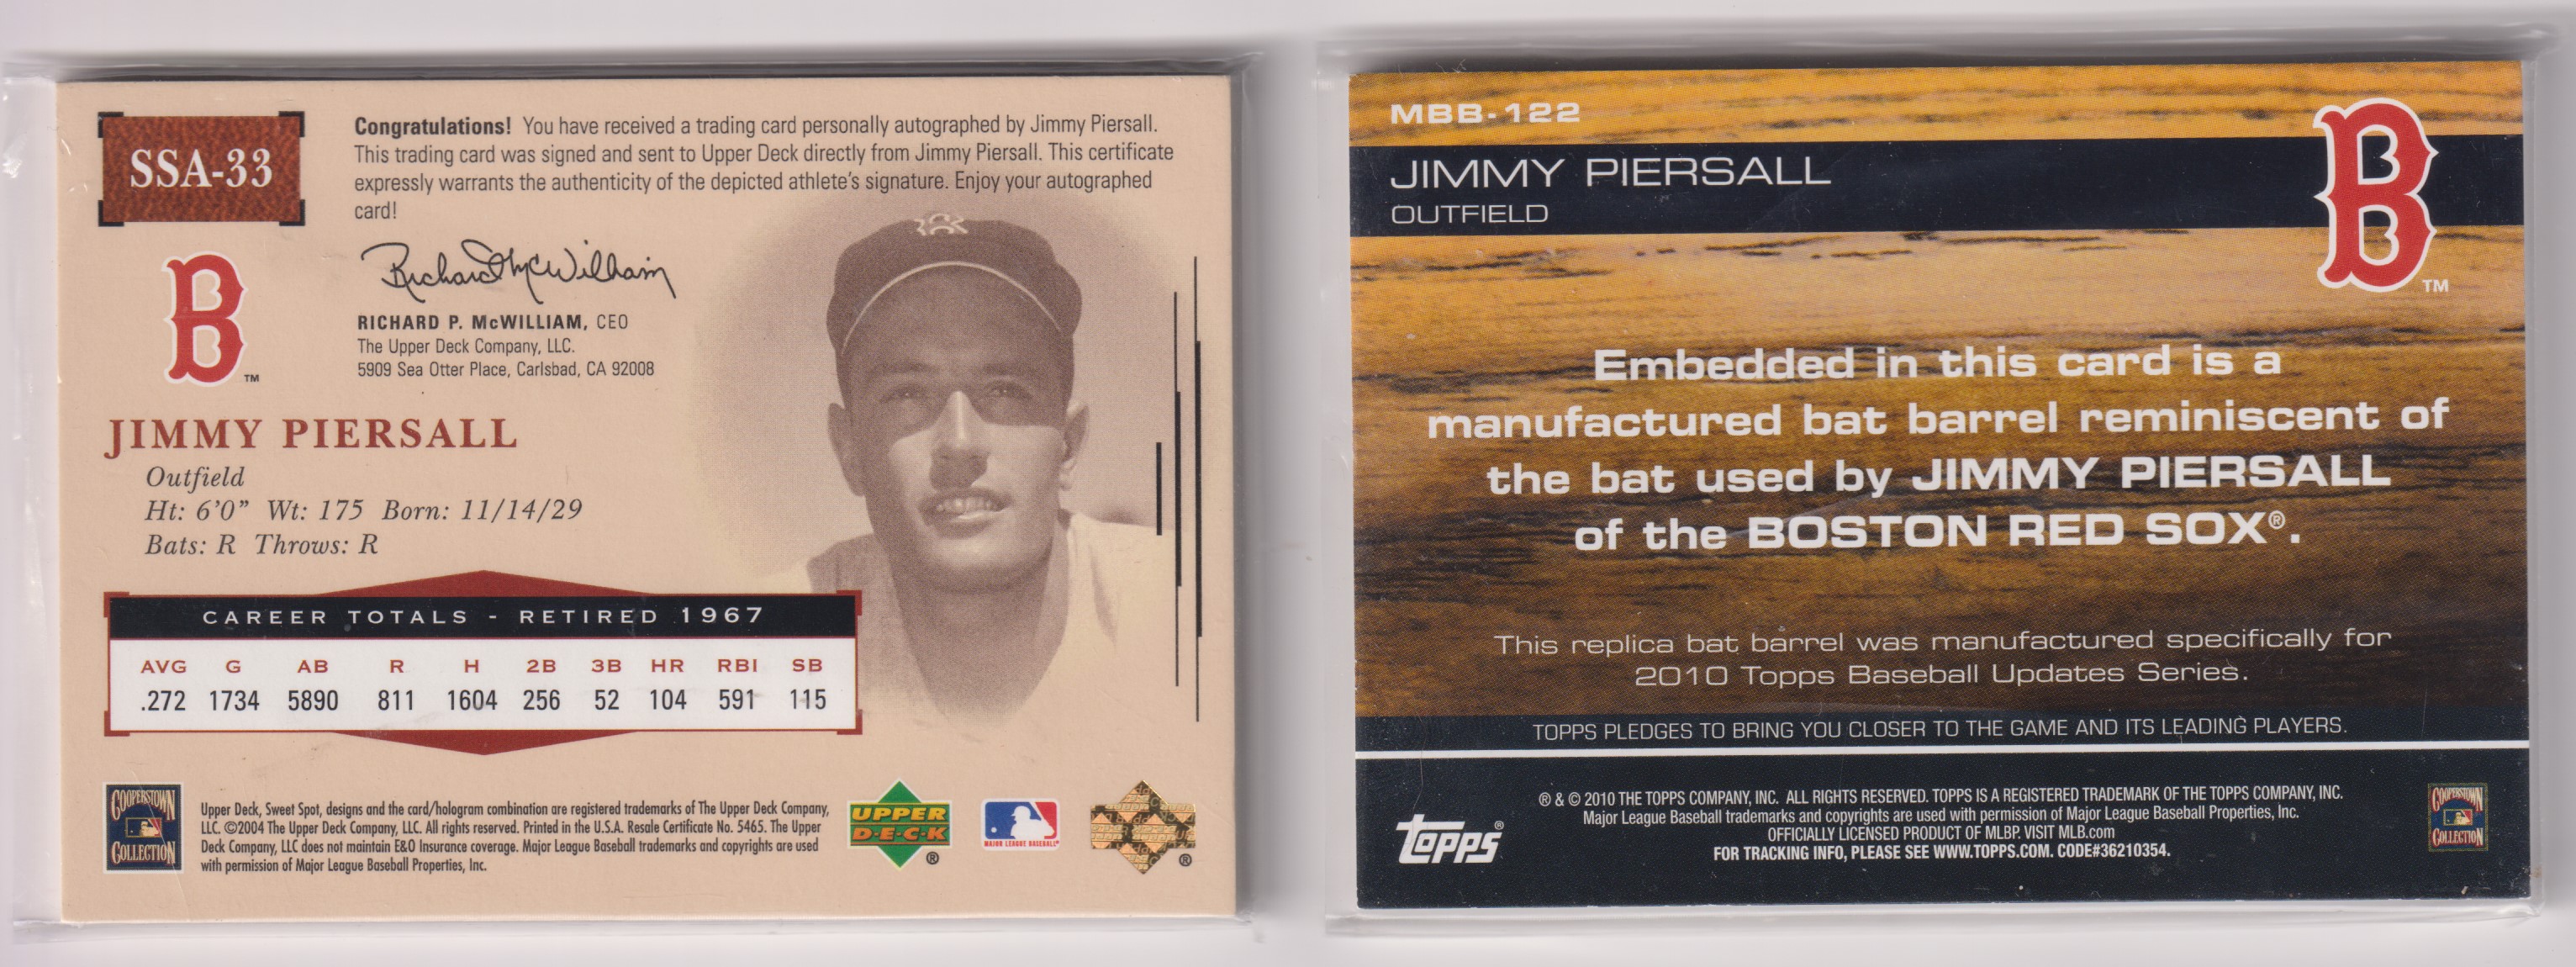 SSA-33
Congratulations! You have received a trading card personally autographed by Jimmy Piersall.
This trading card was signed and sent to Upper Deck directly from Jimmy Piersall. This certificate
expressly warrants the authenticity of the depicted athlete's signature. Enjoy your autographed
card!
Richard McWilliam
RICHARD P. McWILLIAM, CEO
The Upper Deck Company, LLC.
5909 Sea Otter Place, Carlsbad, CA 92008
B
TM
JIMMY PIERSALL
Outfield
Ht: 6'0" Wt: 175 Born: 11/14/29
Bats: R Throws: R
CAREER TOTALS - RETIRED 1967
AVG G AB R H 2B 3B HR RBI SB
.272 1734 5890 811 1604 256 52 104 591 115
COOPERSTOWN
COLLECTION
Upper Deck, Sweet Spot, designs and the card/hologram combination are registered trademarks of The Upper Deck Company,
LLC. ©2004 The Upper Deck Company, LLC. All rights reserved. Printed in the U.S.A. Resale Certificate No. 5465. The Upper
Deck Company, LLC does not maintain E&O Insurance coverage. Major League Baseball trademarks and copyrights are used
with permission of Major League Baseball Properties, Inc.
UPPER
D·E·C·K
®
MAJOR LEAGUE BASEBALL
®
MBB-122
JIMMY PIERSALL
OUTFIELD
B
TM
Embedded in this card is a
manufactured bat barrel reminiscent of
the bat used by JIMMY PIERSALL
of the BOSTON RED SOX®.
This replica bat barrel was manufactured specifically for
2010 Topps Baseball Updates Series.
TOPPS PLEDGES TO BRING YOU CLOSER TO THE GAME AND ITS LEADING PLAYERS.
topps®
® & © 2010 THE TOPPS COMPANY, INC. ALL RIGHTS RESERVED. TOPPS IS A REGISTERED TRADEMARK OF THE TOPPS COMPANY, INC.
Major League Baseball trademarks and copyrights are used with permission of Major League Baseball Properties, Inc.
OFFICIALLY LICENSED PRODUCT OF MLBP. VISIT MLB.com
FOR TRACKING INFO, PLEASE SEE WWW.TOPPS.COM. CODE#36210354.
COOPERSTOWN
COLLECTION